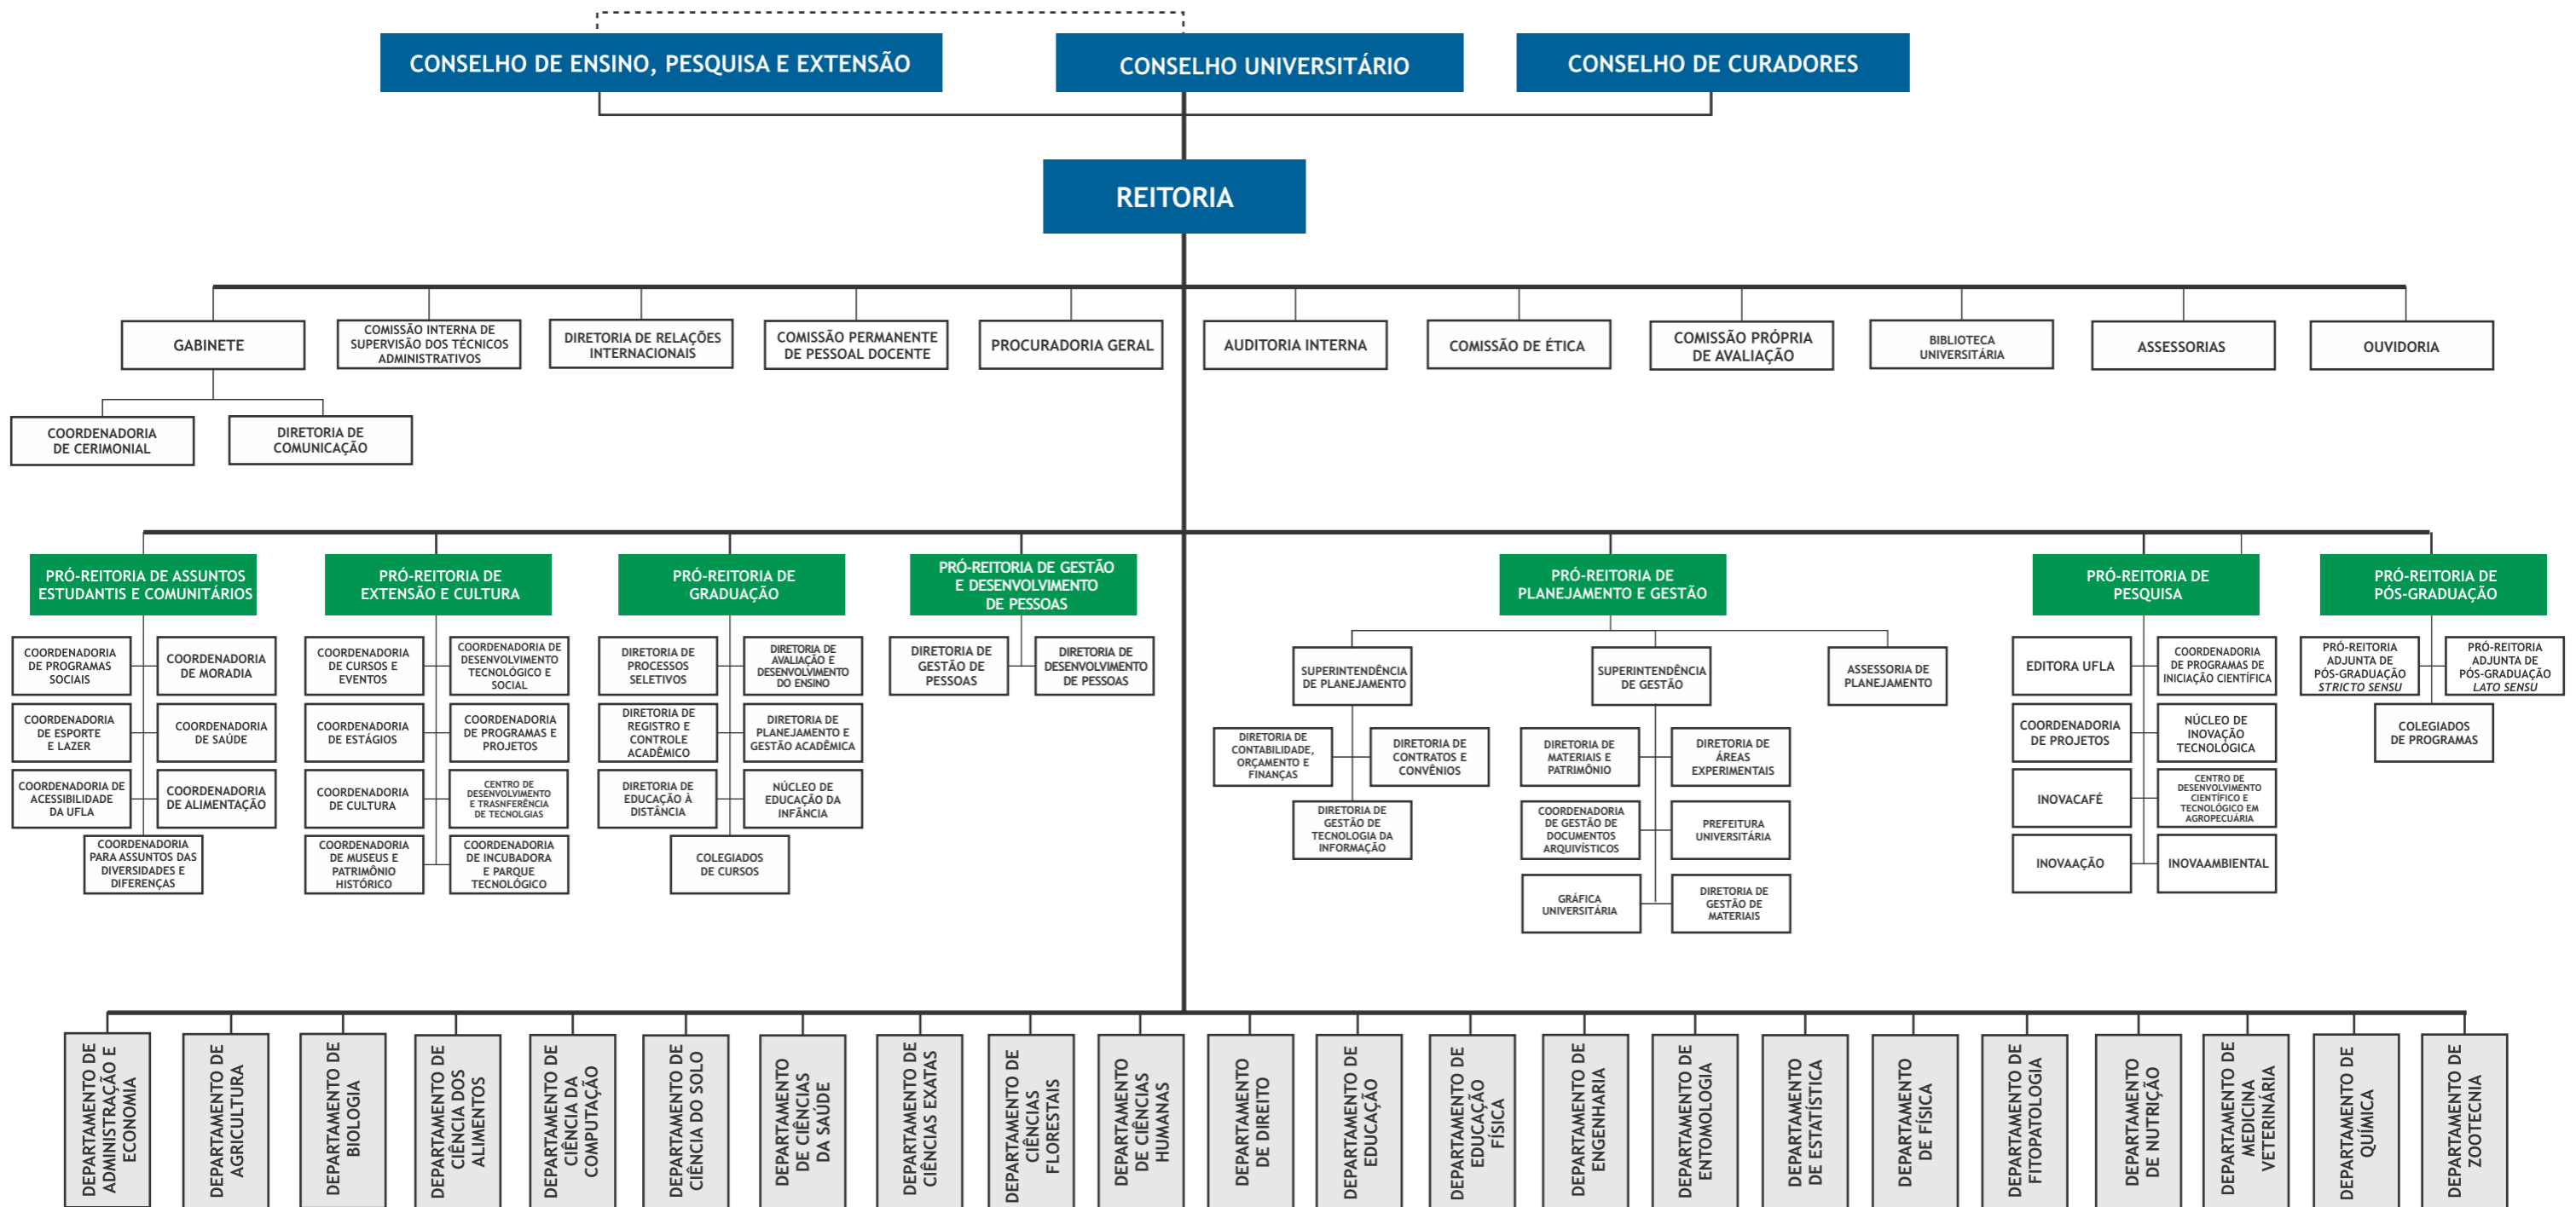 CONSELHO DE ENSINO, PESQUISA E EXTENSÃO
CONSELHO UNIVERSITÁRIO
CONSELHO DE CURADORES
REITORIA
GABINETE
COMISSÃO INTERNA DE
SUPERVISÃO DOS TÉCNICOS
ADMINISTRATIVOS
DIRETORIA DE RELAÇÕES
INTERNACIONAIS
COMISSÃO PERMANENTE
DE PESSOAL DOCENTE
PROCURADORIA GERAL
AUDITORIA INTERNA
COMISSÃO DE ÉTICA
COMISSÃO PRÓPRIA
DE AVALIAÇÃO
BIBLIOTECA
UNIVERSITÁRIA
ASSESSORIAS
OUVIDORIA
COORDENADORIA
DE CERIMONIAL
DIRETORIA DE
COMUNICAÇÃO
PRÓ-REITORIA DE ASSUNTOS
ESTUDANTIS E COMUNITÁRIOS
COORDENADORIA
DE PROGRAMAS
SOCIAIS
COORDENADORIA
DE MORADIA
COORDENADORIA
DE ESPORTE
E LAZER
COORDENADORIA
DE SAÚDE
COORDENADORIA DE
ACESSIBILIDADE
DA UFLA
COORDENADORIA
DE ALIMENTAÇÃO
COORDENADORIA
PARA ASSUNTOS DAS
DIVERSIDADES E
DIFERENÇAS
PRÓ-REITORIA DE
EXTENSÃO E CULTURA
COORDENADORIA
DE CURSOS E
EVENTOS
COORDENADORIA DE
DESENVOLVIMENTO
TECNOLÓGICO E
SOCIAL
COORDENADORIA
DE ESTÁGIOS
COORDENADORIA
DE PROGRAMAS E
PROJETOS
COORDENADORIA
DE CULTURA
CENTRO DE
DESENVOLVIMENTO
E TRASNFERÊNCIA
DE TECNOLGIAS
COORDENADORIA
DE MUSEUS E
PATRIMÔNIO
HISTÓRICO
COORDENADORIA
DE INCUBADORA
E PARQUE
TECNOLÓGICO
PRÓ-REITORIA DE
GRADUAÇÃO
DIRETORIA DE
PROCESSOS
SELETIVOS
DIRETORIA DE
AVALIAÇÃO E
DESENVOLVIMENTO
DO ENSINO
DIRETORIA DE
REGISTRO E
CONTROLE
ACADÊMICO
DIRETORIA DE
PLANEJAMENTO E
GESTÃO ACADÊMICA
DIRETORIA DE
EDUCAÇÃO À
DISTÂNCIA
NÚCLEO DE
EDUCAÇÃO DA
INFÂNCIA
COLEGIADOS
DE CURSOS
PRÓ-REITORIA DE GESTÃO
E DESENVOLVIMENTO
DE PESSOAS
DIRETORIA DE
GESTÃO DE
PESSOAS
DIRETORIA DE
DESENVOLVIMENTO
DE PESSOAS
PRÓ-REITORIA DE
PLANEJAMENTO E GESTÃO
SUPERINTENDÊNCIA
DE PLANEJAMENTO
SUPERINTENDÊNCIA
DE GESTÃO
ASSESSORIA DE
PLANEJAMENTO
DIRETORIA DE
CONTABILIDADE,
ORÇAMENTO E
FINANÇAS
DIRETORIA DE
CONTRATOS E
CONVÊNIOS
DIRETORIA DE
GESTÃO DE
TECNOLOGIA DA
INFORMAÇÃO
DIRETORIA DE
MATERIAIS E
PATRIMÔNIO
DIRETORIA DE
ÁREAS
EXPERIMENTAIS
COORDENADORIA
DE GESTÃO DE
DOCUMENTOS
ARQUIVÍSTICOS
PREFEITURA
UNIVERSITÁRIA
GRÁFICA
UNIVERSITÁRIA
DIRETORIA DE
GESTÃO DE
MATERIAIS
PRÓ-REITORIA DE
PESQUISA
EDITORA UFLA
COORDENADORIA
DE PROGRAMAS DE
INICIAÇÃO CIENTÍFICA
COORDENADORIA
DE PROJETOS
NÚCLEO DE
INOVAÇÃO
TECNOLÓGICA
INOVACAFÉ
CENTRO DE
DESENVOLVIMENTO
CIENTÍFICO E
TECNOLÓGICO EM
AGROPECUÁRIA
INOVAAÇÃO
INOVAAMBIENTAL
PRÓ-REITORIA DE
PÓS-GRADUAÇÃO
PRÓ-REITORIA
ADJUNTA DE
PÓS-GRADUAÇÃO
STRICTO SENSU
PRÓ-REITORIA
ADJUNTA DE
PÓS-GRADUAÇÃO
LATO SENSU
COLEGIADOS
DE PROGRAMAS
DEPARTAMENTO DE
ADMINISTRAÇÃO E
ECONOMIA
DEPARTAMENTO DE
AGRICULTURA
DEPARTAMENTO DE
BIOLOGIA
DEPARTAMENTO DE
CIÊNCIA DOS
ALIMENTOS
DEPARTAMENTO DE
CIÊNCIA DA
COMPUTAÇÃO
DEPARTAMENTO DE
CIÊNCIA DO SOLO
DEPARTAMENTO
DE CIÊNCIAS
DA SAÚDE
DEPARTAMENTO DE
CIÊNCIAS EXATAS
DEPARTAMENTO DE
CIÊNCIAS
FLORESTAIS
DEPARTAMENTO
DE CIÊNCIAS
HUMANAS
DEPARTAMENTO
DE DIREITO
DEPARTAMENTO DE
EDUCAÇÃO
DEPARTAMENTO DE
EDUCAÇÃO
FÍSICA
DEPARTAMENTO DE
ENGENHARIA
DEPARTAMENTO DE
ENTOMOLOGIA
DEPARTAMENTO
DE ESTATÍSTICA
DEPARTAMENTO
DE FÍSICA
DEPARTAMENTO DE
FITOPATOLOGIA
DEPARTAMENTO
DE NUTRIÇÃO
DEPARTAMENTO DE
MEDICINA
VETERINÁRIA
DEPARTAMENTO DE
QUÍMICA
DEPARTAMENTO DE
ZOOTECNIA